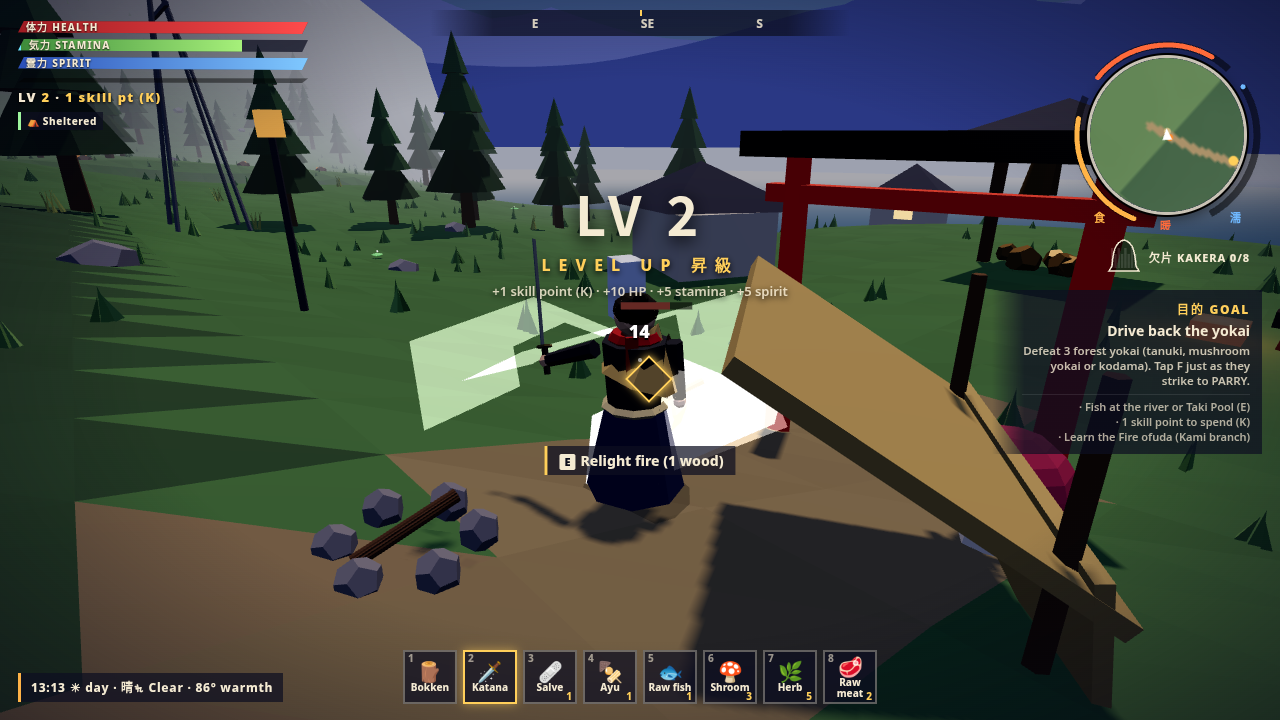 体力 HEALTH
気力 STAMINA
霊力 SPIRIT
LV 2 · 1 skill pt (K)
Sheltered
E SE S
LV 2
LEVEL UP 昇級
+1 skill point (K) · +10 HP · +5 stamina · +5 spirit
14
E Relight fire (1 wood)
食 暖 濡
欠片 KAKERA 0/8
目的 GOAL
Drive back the yokai
Defeat 3 forest yokai (tanuki, mushroom
yokai or kodama). Tap F just as they
strike to PARRY.
· Fish at the river or Taki Pool (E)
· 1 skill point to spend (K)
· Learn the Fire ofuda (Kami branch)
13:13 ☀ day · 晴 Clear · 86° warmth
1 Bokken
2 Katana
3 Salve 1
4 Ayu 1
5 Raw fish 1
6 Shroom 3
7 Herb 5
8 Raw meat 2